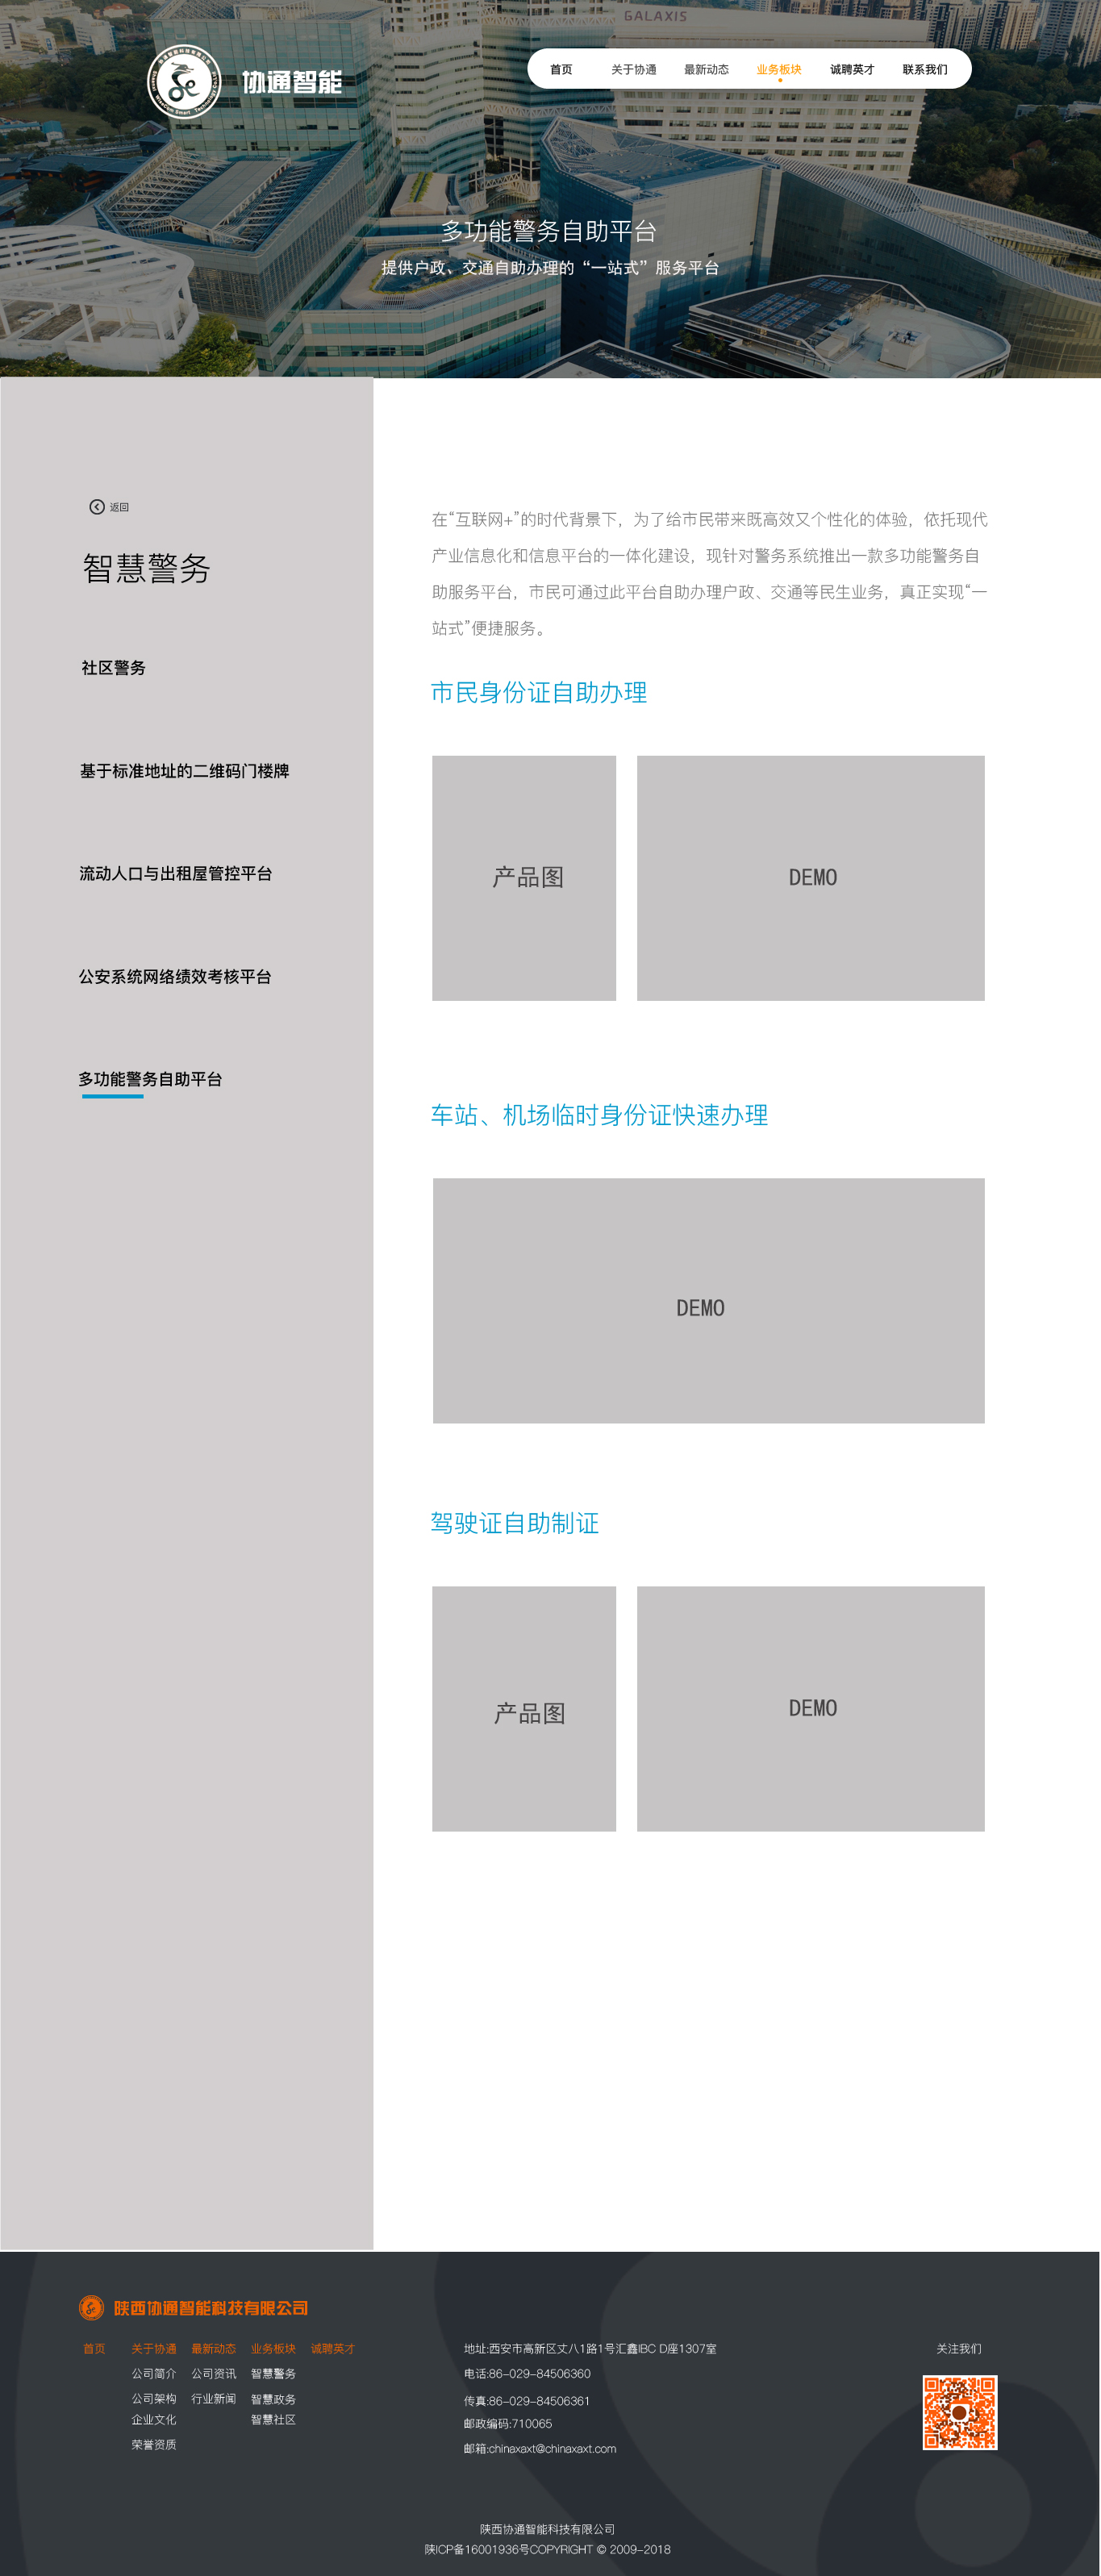 GALAXIS
协通智能
首页 关于协通 最新动态 业务板块 诚聘英才 联系我们
多功能警务自助平台
提供户政、交通自助办理的“一站式”服务平台
返回
智慧警务
社区警务
基于标准地址的二维码门楼牌
流动人口与出租屋管控平台
公安系统网络绩效考核平台
多功能警务自助平台
在“互联网+”的时代背景下，为了给市民带来既高效又个性化的体验，依托现代
产业信息化和信息平台的一体化建设，现针对警务系统推出一款多功能警务自
助服务平台，市民可通过此平台自助办理户政、交通等民生业务，真正实现“一
站式”便捷服务。
市民身份证自助办理
产品图
DEMO
车站、机场临时身份证快速办理
DEMO
驾驶证自助制证
产品图
DEMO
陕西协通智能科技有限公司
首页 关于协通 最新动态 业务板块 诚聘英才
公司简介 公司资讯 智慧警务
公司架构 行业新闻 智慧政务
企业文化 智慧社区
荣誉资质
地址:西安市高新区丈八1路1号汇鑫IBC D座1307室
电话:86-029-84506360
传真:86-029-84506361
邮政编码:710065
邮箱:chinaxaxt@chinaxaxt.com
关注我们
陕西协通智能科技有限公司
陕ICP备16001936号COPYRIGHT © 2009-2018